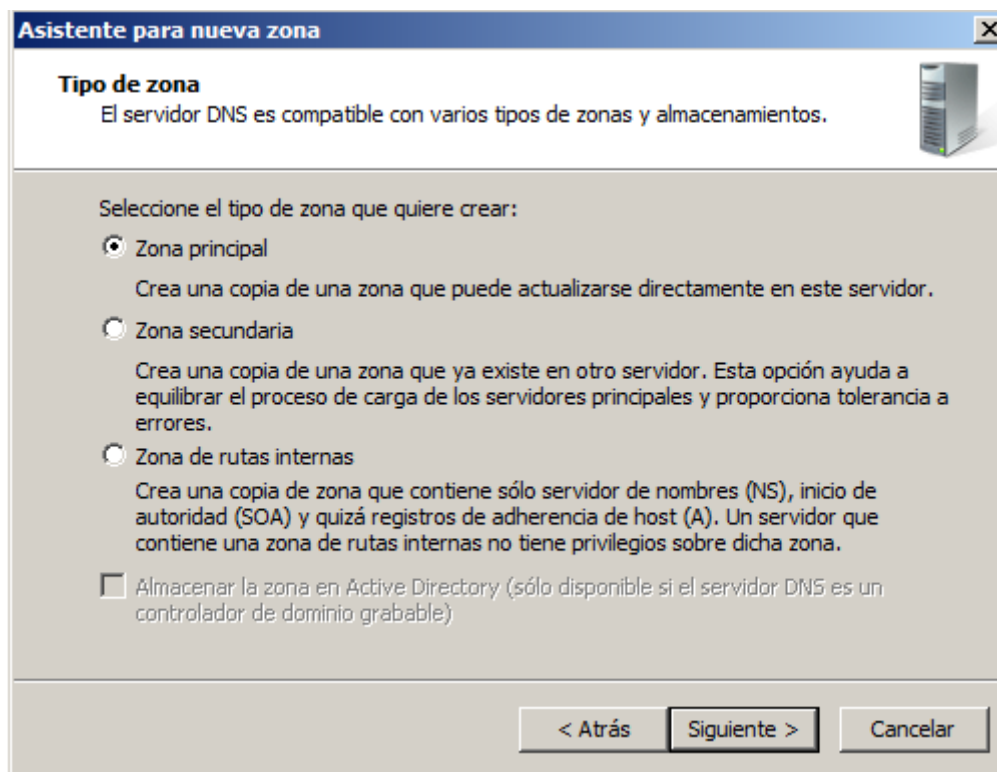 Asistente para nueva zona
Tipo de zona
El servidor DNS es compatible con varios tipos de zonas y almacenamientos.
Seleccione el tipo de zona que quiere crear:
Zona principal
Crea una copia de una zona que puede actualizarse directamente en este servidor.
Zona secundaria
Crea una copia de una zona que ya existe en otro servidor. Esta opción ayuda a
equilibrar el proceso de carga de los servidores principales y proporciona tolerancia a
errores.
Zona de rutas internas
Crea una copia de zona que contiene sólo servidor de nombres (NS), inicio de
autoridad (SOA) y quizá registros de adherencia de host (A). Un servidor que
contiene una zona de rutas internas no tiene privilegios sobre dicha zona.
Almacenar la zona en Active Directory (sólo disponible si el servidor DNS es un
controlador de dominio grabable)
< Atrás Siguiente > Cancelar